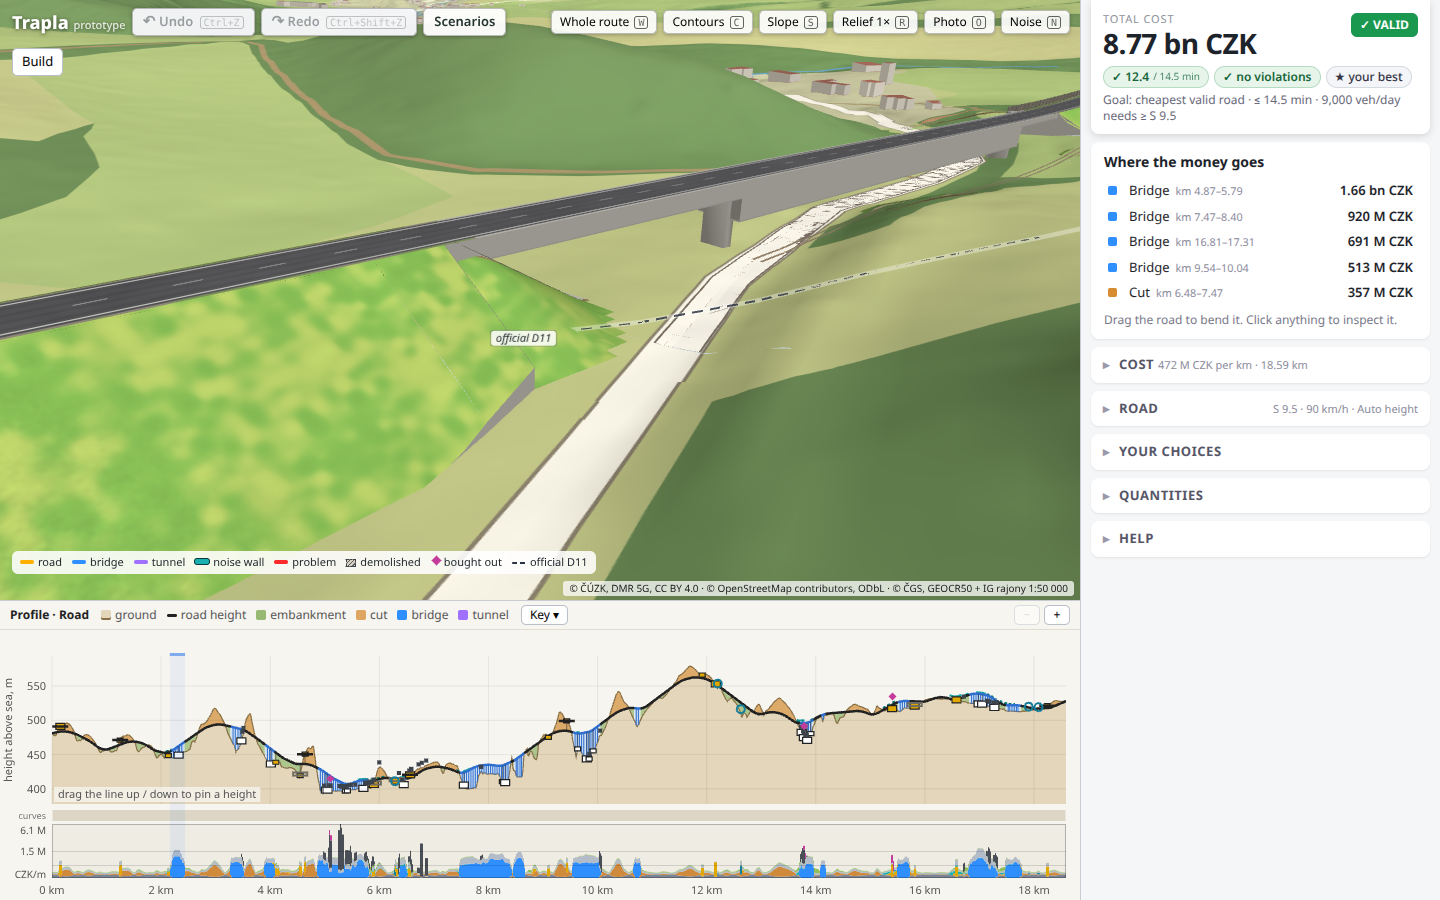 Trapla prototype
↶ Undo Ctrl+Z
↷ Redo Ctrl+Shift+Z
Scenarios
Whole route W
Contours C
Slope S
Relief 1× R
Photo O
Noise N
Build
official D11
road
bridge
tunnel
noise wall
problem
demolished
bought out
official D11
© ČÚZK, DMR 5G, CC BY 4.0 · © OpenStreetMap contributors, ODbL · © ČGS, GEOCR50 + IG rajony 1:50 000
Profile · Road
ground
road height
embankment
cut
bridge
tunnel
Key ▾
−
+
height above sea, m
550
500
450
400
drag the line up / down to pin a height
curves
6.1 M
1.5 M
CZK/m
0 km
2 km
4 km
6 km
8 km
10 km
12 km
14 km
16 km
18 km
TOTAL COST
8.77 bn CZK
✓ VALID
✓ 12.4 / 14.5 min
✓ no violations
★ your best
Goal: cheapest valid road · ≤ 14.5 min · 9,000 veh/day
needs ≥ S 9.5
Where the money goes
Bridge km 4.87–5.79 1.66 bn CZK
Bridge km 7.47–8.40 920 M CZK
Bridge km 16.81–17.31 691 M CZK
Bridge km 9.54–10.04 513 M CZK
Cut km 6.48–7.47 357 M CZK
Drag the road to bend it. Click anything to inspect it.
▶ COST 472 M CZK per km · 18.59 km
▶ ROAD S 9.5 · 90 km/h · Auto height
▶ YOUR CHOICES
▶ QUANTITIES
▶ HELP